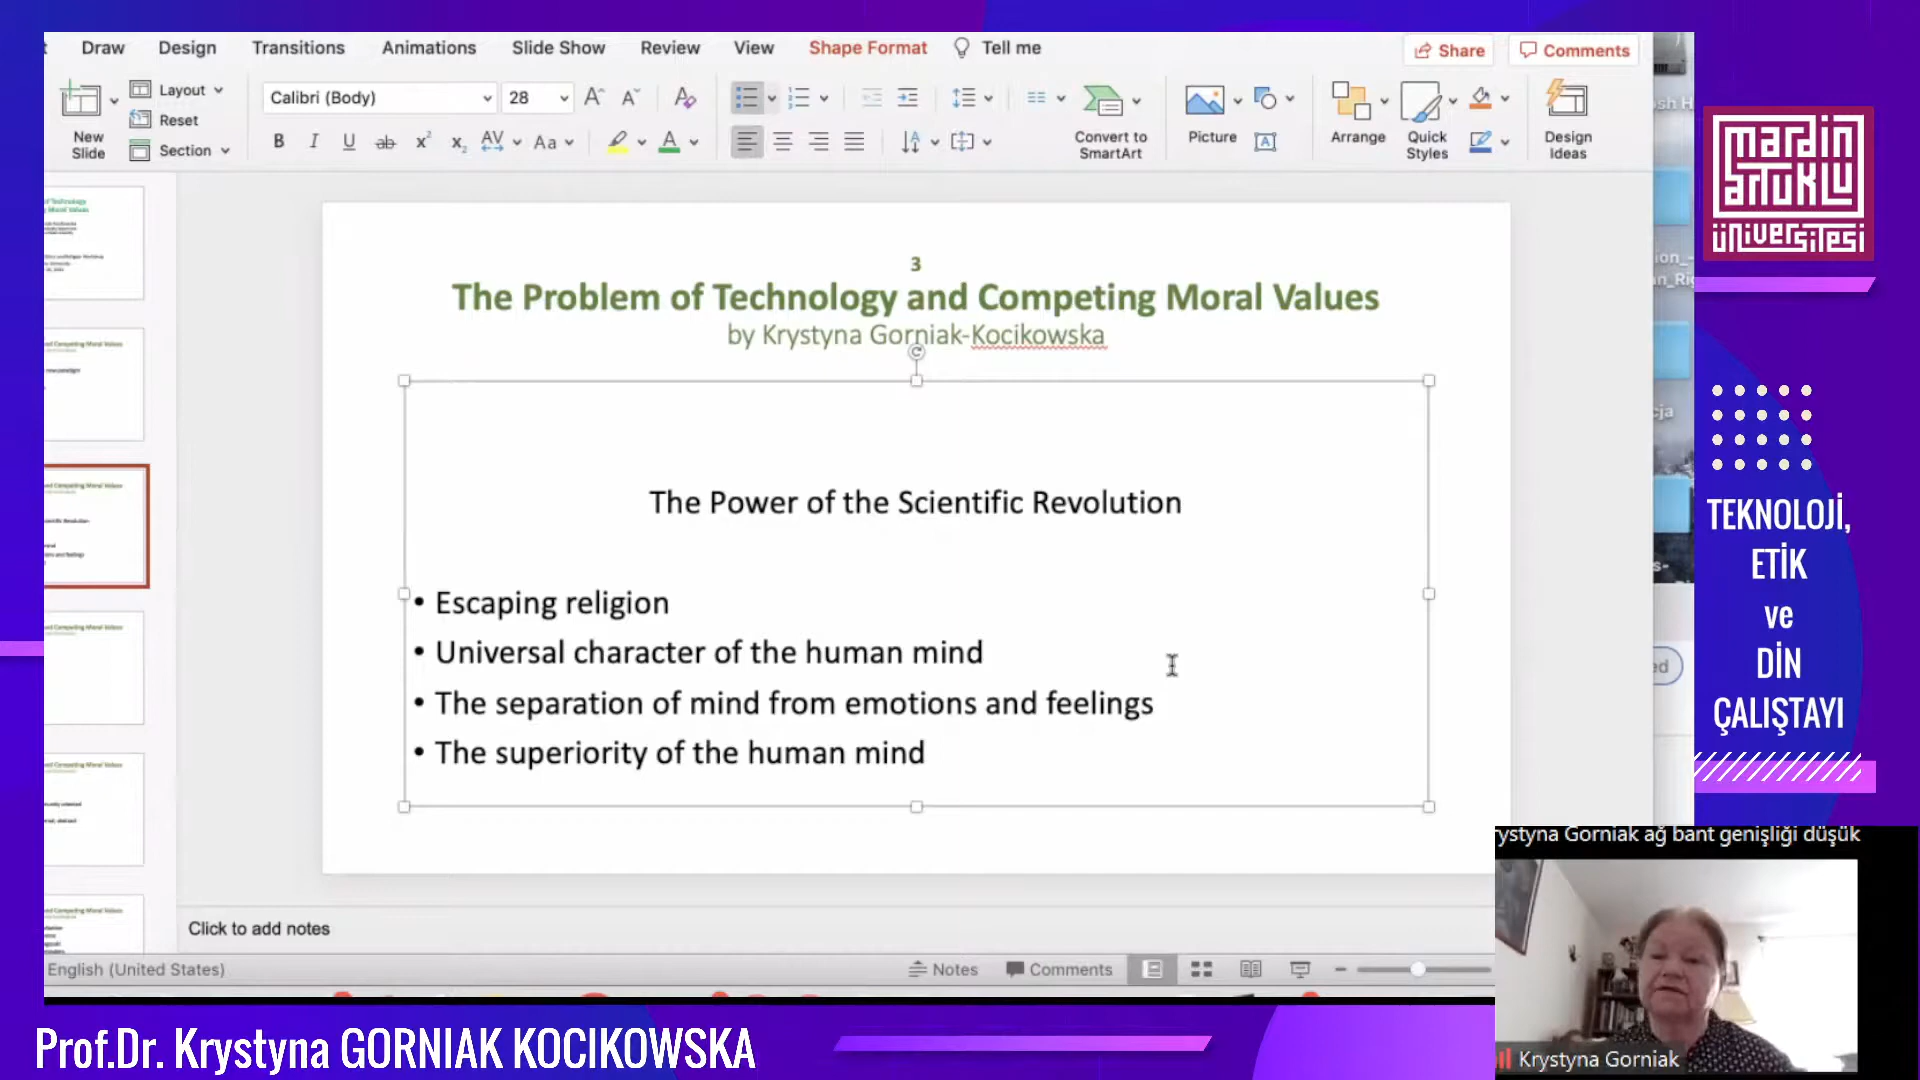 Draw Design Transitions Animations Slide Show Review View Shape Format Tell me
Share Comments
New Slide
Layout
Reset
Section
Calibri (Body) 28
Convert to SmartArt
Picture
Arrange
Quick Styles
Design Ideas
3
The Problem of Technology and Competing Moral Values
by Krystyna Gorniak-Kocikowska
The Power of the Scientific Revolution
• Escaping religion
• Universal character of the human mind
• The separation of mind from emotions and feelings
• The superiority of the human mind
Click to add notes
English (United States)
Notes Comments
mardin
artuklu
üniversitesi
TEKNOLOJİ,
ETİK
ve
DİN
ÇALIŞTAYI
rystyna Gorniak ağ bant genişliği düşük
Krystyna Gorniak
Prof.Dr. Krystyna GORNIAK KOCIKOWSKA